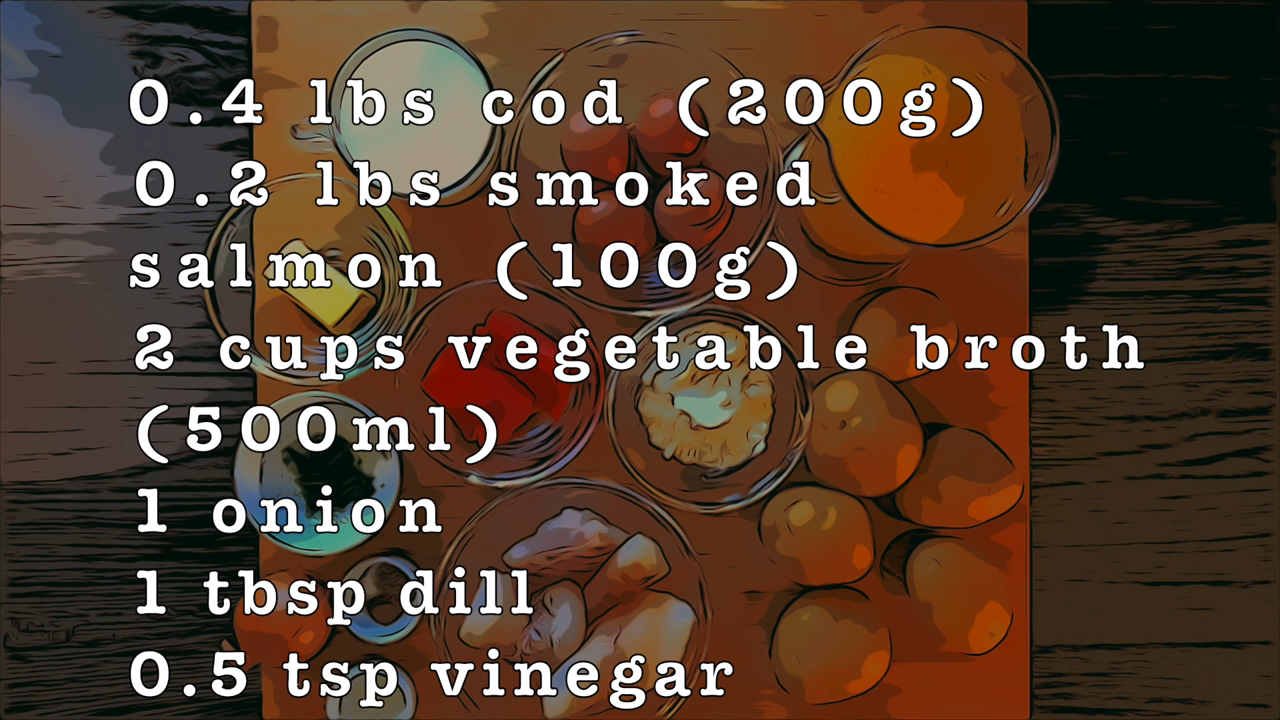 0.4 lbs cod (200g)
0.2 lbs smoked
salmon (100g)
2 cups vegetable broth
(500ml)
1 onion
1 tbsp dill
0.5 tsp vinegar